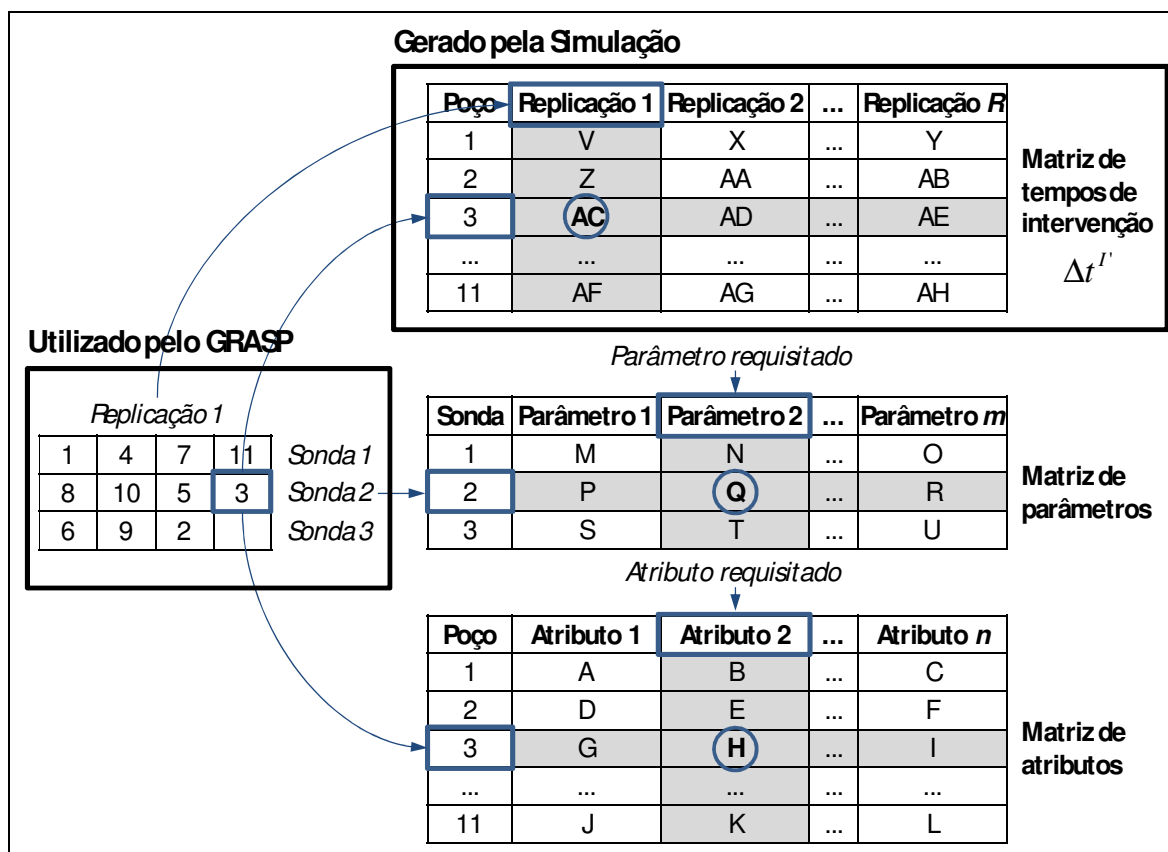 Gerado pela Simulação
Poço Replicação 1 Replicação 2 ... Replicação R
1 V X ... Y
2 Z AA ... AB
3 AC AD ... AE
... ... ... ... ...
11 AF AG ... AH
Matriz de
tempos de
intervenção
Δt^I'
Utilizado pelo GRASP
Replicação 1
1 4 7 11 Sonda 1
8 10 5 3 Sonda 2
6 9 2 Sonda 3
Parâmetro requisitado
Sonda Parâmetro 1 Parâmetro 2 ... Parâmetro m
1 M N ... O
2 P Q ... R
3 S T ... U
Matriz de
parâmetros
Atributo requisitado
Poço Atributo 1 Atributo 2 ... Atributo n
1 A B ... C
2 D E ... F
3 G H ... I
... ... ... ... ...
11 J K ... L
Matriz de
atributos